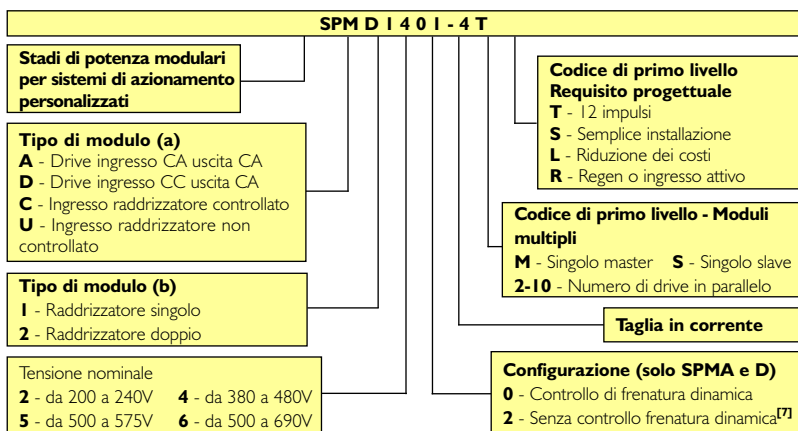 SPM D 1 4 0 1 - 4 T
Stadi di potenza modulari
per sistemi di azionamento
personalizzati
Tipo di modulo (a)
A - Drive ingresso CA uscita CA
D - Drive ingresso CC uscita CA
C - Ingresso raddrizzatore controllato
U - Ingresso raddrizzatore non
controllato
Tipo di modulo (b)
1 - Raddrizzatore singolo
2 - Raddrizzatore doppio
Tensione nominale
2 - da 200 a 240V 4 - da 380 a 480V
5 - da 500 a 575V 6 - da 500 a 690V
Codice di primo livello
Requisito progettuale
T - 12 impulsi
S - Semplice installazione
L - Riduzione dei costi
R - Regen o ingresso attivo
Codice di primo livello - Moduli
multipli
M - Singolo master S - Singolo slave
2-10 - Numero di drive in parallelo
Taglia in corrente
Configurazione (solo SPMA e D)
0 - Controllo di frenatura dinamica
2 - Senza controllo frenatura dinamica[7]